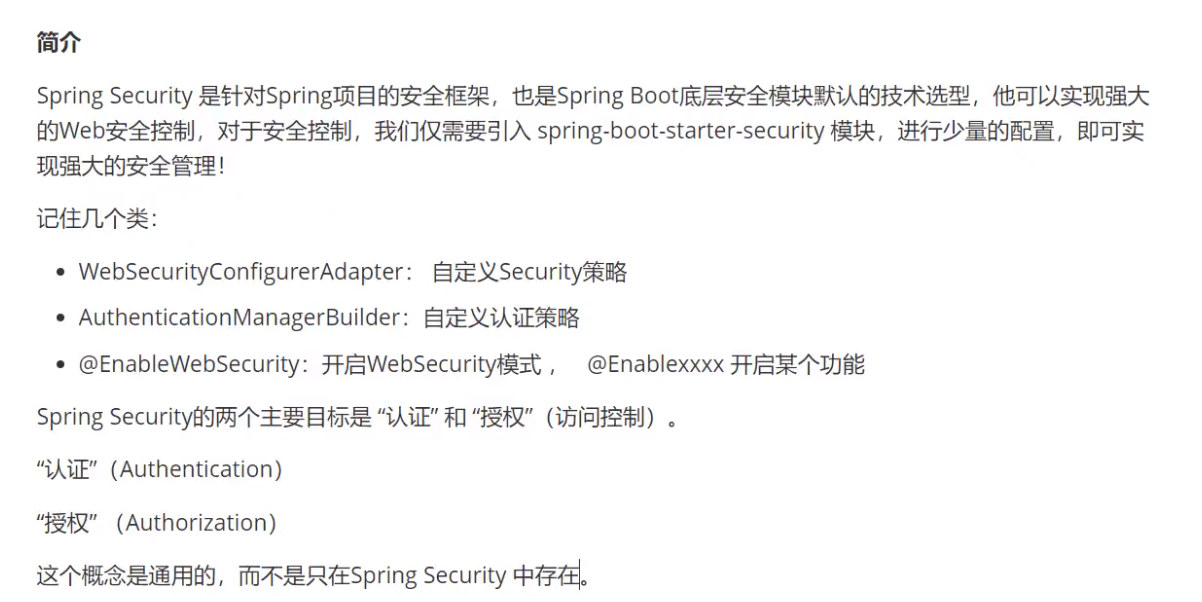 简介
Spring Security 是针对Spring项目的安全框架，也是Spring Boot底层安全模块默认的技术选型，他可以实现强大
的Web安全控制，对于安全控制，我们仅需要引入 spring-boot-starter-security 模块，进行少量的配置，即可实
现强大的安全管理！
记住几个类：
• WebSecurityConfigurerAdapter： 自定义Security策略
• AuthenticationManagerBuilder：自定义认证策略
• @EnableWebSecurity：开启WebSecurity模式 ， @Enablexxxx 开启某个功能
Spring Security的两个主要目标是 “认证” 和 “授权”（访问控制）。
“认证”（Authentication）
“授权” （Authorization）
这个概念是通用的，而不是只在Spring Security 中存在。